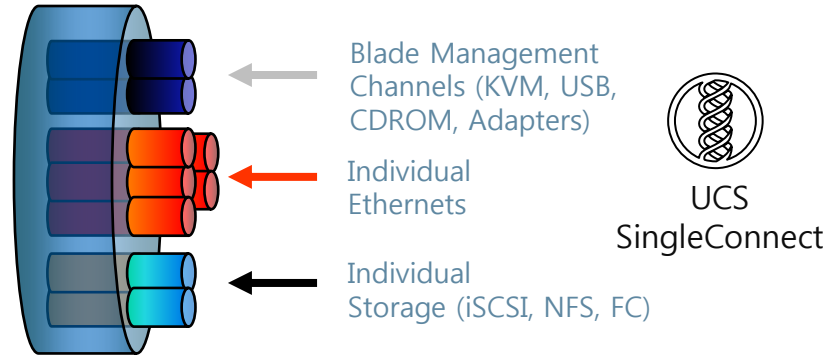 Blade Management
Channels (KVM, USB,
CDROM, Adapters)
Individual
Ethernets
UCS
SingleConnect
Individual
Storage (iSCSI, NFS, FC)